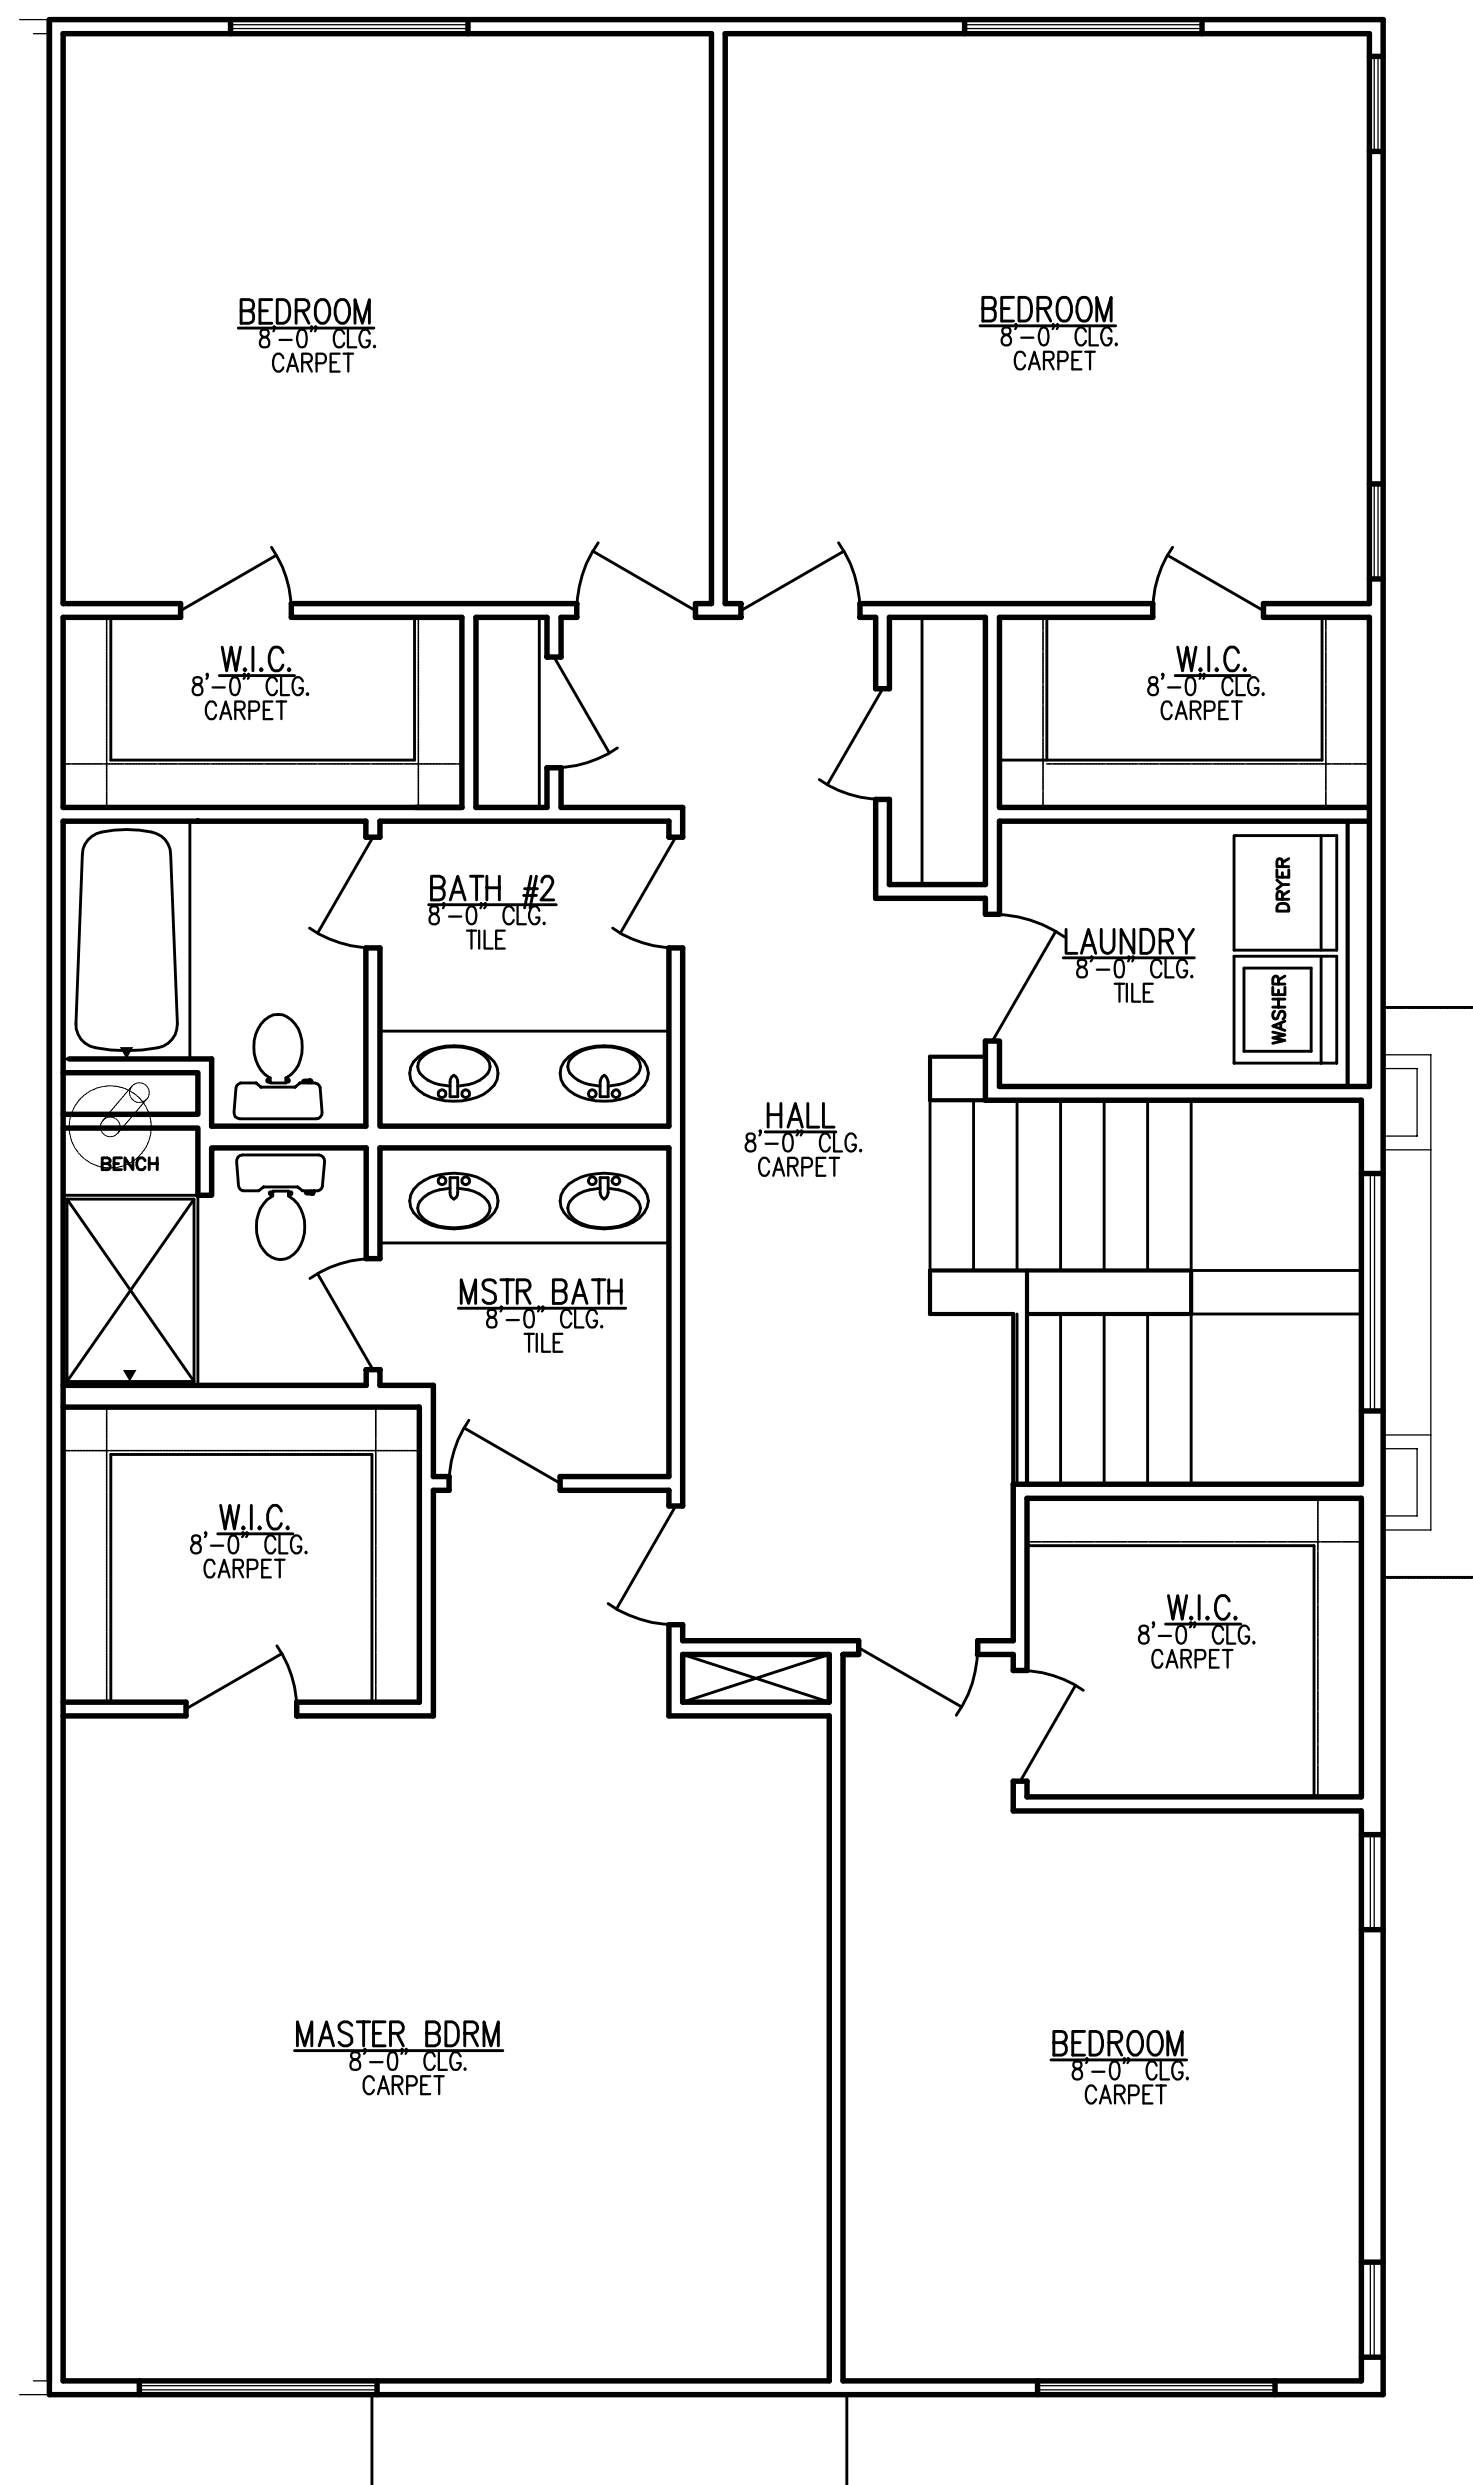 BEDROOM
8'-0" CLG.
CARPET
BEDROOM
8'-0" CLG.
CARPET
W.I.C.
8'-0" CLG.
CARPET
W.I.C.
8'-0" CLG.
CARPET
BATH #2
8'-0" CLG.
TILE
LAUNDRY
8'-0" CLG.
TILE
DRYER
WASHER
HALL
8'-0" CLG.
CARPET
BENCH
MSTR BATH
8'-0" CLG.
TILE
W.I.C.
8'-0" CLG.
CARPET
W.I.C.
8'-0" CLG.
CARPET
MASTER BDRM
8'-0" CLG.
CARPET
BEDROOM
8'-0" CLG.
CARPET